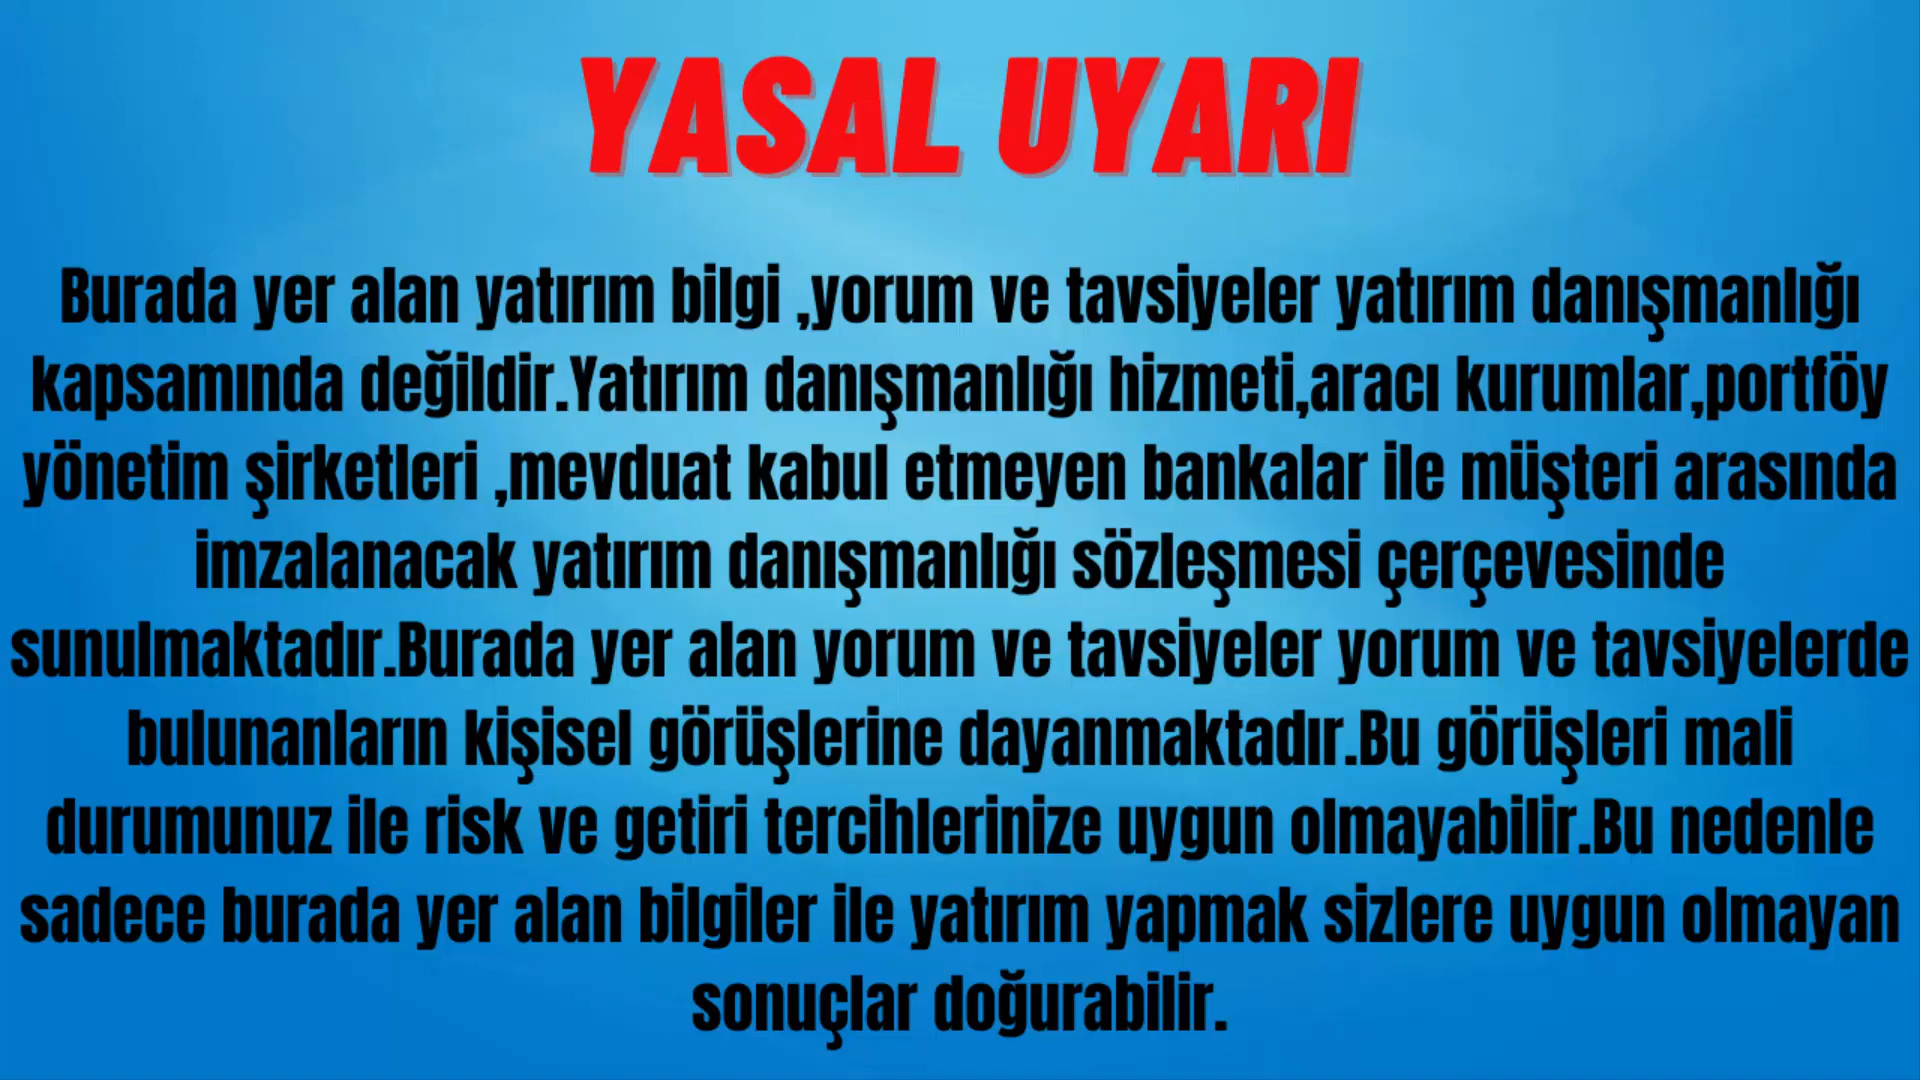 YASAL UYARI
Burada yer alan yatırım bilgi ,yorum ve tavsiyeler yatırım danışmanlığı
kapsamında değildir.Yatırım danışmanlığı hizmeti,aracı kurumlar,portföy
yönetim şirketleri ,mevduat kabul etmeyen bankalar ile müşteri arasında
imzalanacak yatırım danışmanlığı sözleşmesi çerçevesinde
sunulmaktadır.Burada yer alan yorum ve tavsiyeler yorum ve tavsiyelerde
bulunanların kişisel görüşlerine dayanmaktadır.Bu görüşleri mali
durumunuz ile risk ve getiri tercihlerinize uygun olmayabilir.Bu nedenle
sadece burada yer alan bilgiler ile yatırım yapmak sizlere uygun olmayan
sonuçlar doğurabilir.